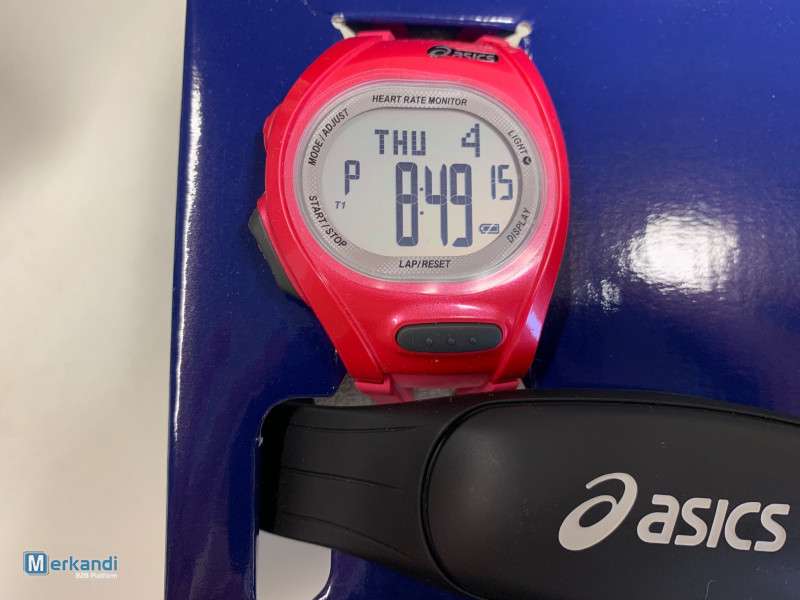 asics
HEART RATE MONITOR
MODE/ADJUST
LIGHT
THU 4
P 8:49 15
T1
START/STOP
DISPLAY
LAP/RESET
asics
Merkandi
B2B Platform